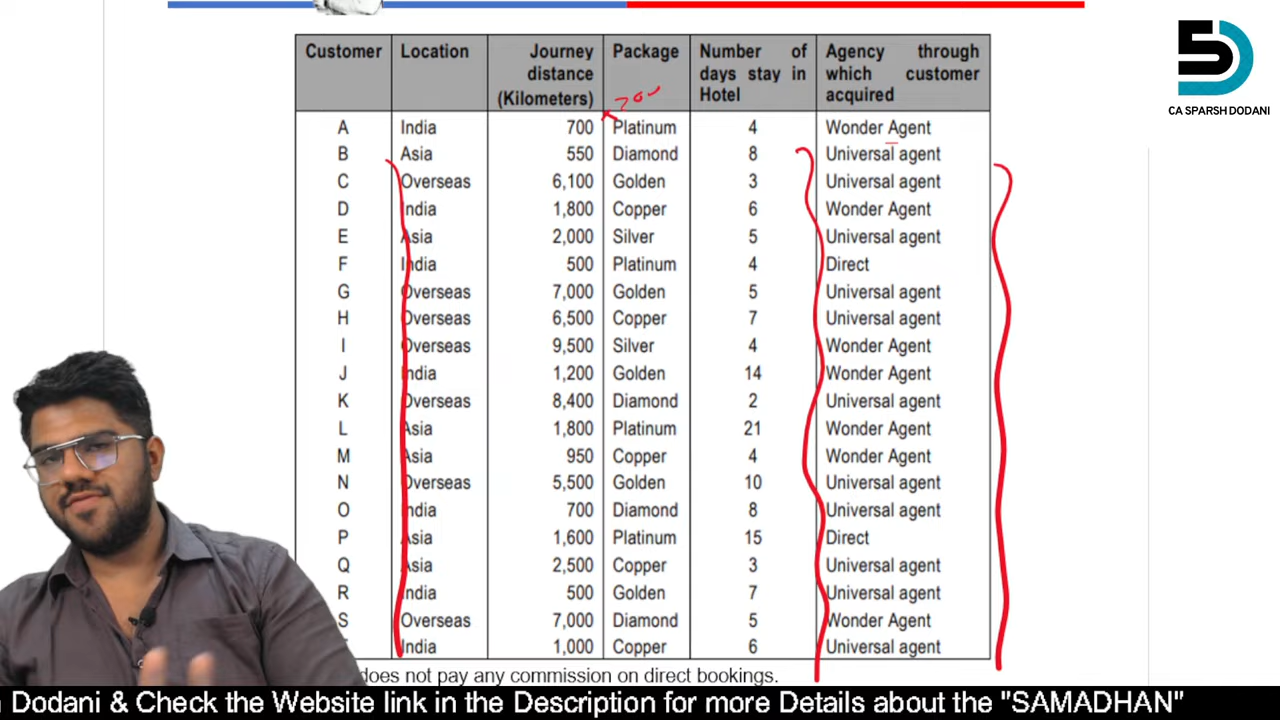 Customer Location Journey distance (Kilometers) Package Number of days stay in Hotel Agency through which customer acquired
A India 700 Platinum 4 Wonder Agent
B Asia 550 Diamond 8 Universal agent
C Overseas 6,100 Golden 3 Universal agent
D India 1,800 Copper 6 Wonder Agent
E Asia 2,000 Silver 5 Universal agent
F India 500 Platinum 4 Direct
G Overseas 7,000 Golden 5 Universal agent
H Overseas 6,500 Copper 7 Universal agent
I Overseas 9,500 Silver 4 Wonder Agent
J India 1,200 Golden 14 Wonder Agent
K Overseas 8,400 Diamond 2 Universal agent
L Asia 1,800 Platinum 21 Wonder Agent
M Asia 950 Copper 4 Wonder Agent
N Overseas 5,500 Golden 10 Universal agent
O India 700 Diamond 8 Universal agent
P Asia 1,600 Platinum 15 Direct
Q Asia 2,500 Copper 3 Universal agent
R India 500 Golden 7 Universal agent
S Overseas 7,000 Diamond 5 Wonder Agent
India 1,000 Copper 6 Universal agent
does not pay any commission on direct bookings.
CA SPARSH DODANI
Dodani & Check the Website link in the Description for more Details about the "SAMADHAN"